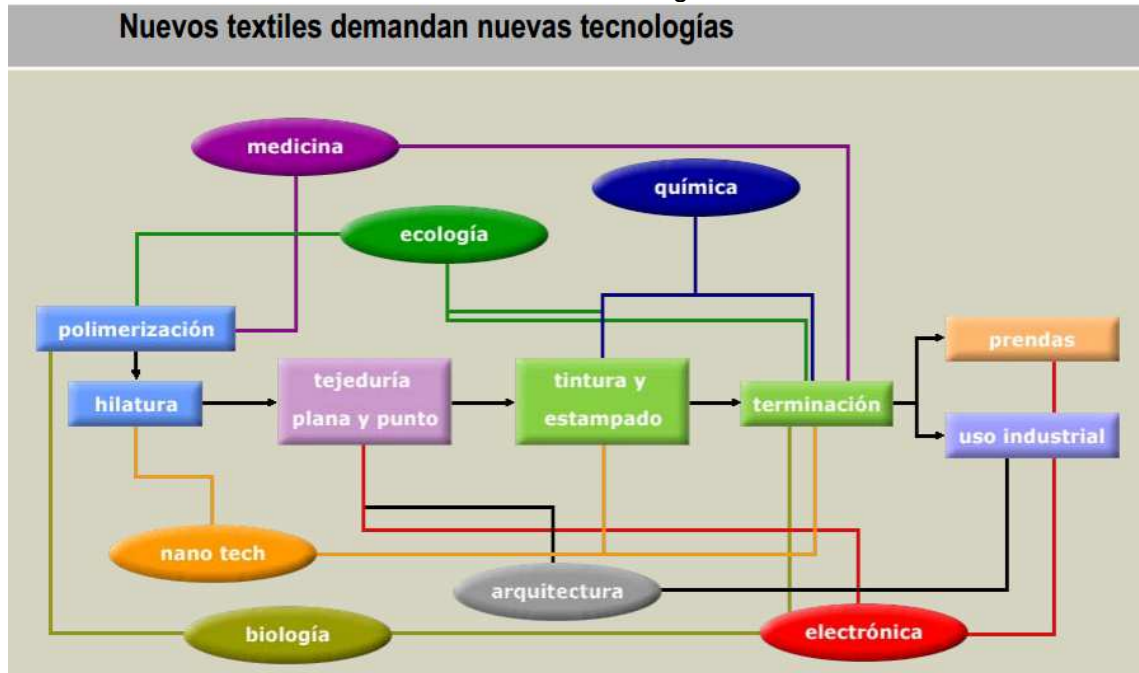 Nuevos textiles demandan nuevas tecnologías
medicina
química
ecología
polimerización
prendas
tejeduría
plana y punto
tintura y
estampado
hilatura
terminación
uso industrial
nano tech
arquitectura
biología
electrónica